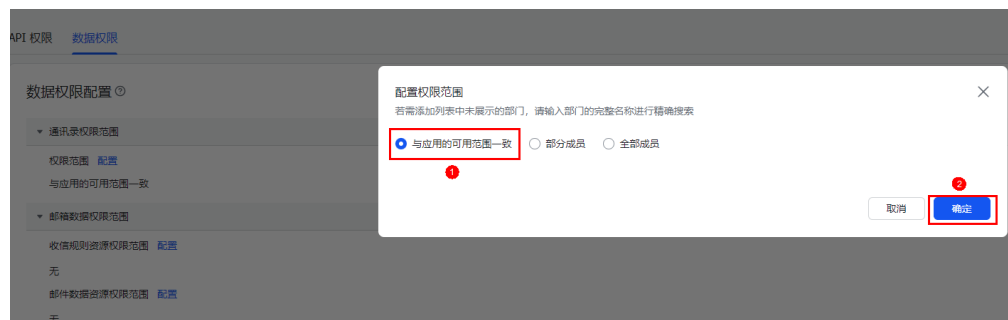 API 权限 数据权限
数据权限配置
通讯录权限范围
权限范围 配置
与应用的可用范围一致
邮箱数据权限范围
收信规则资源权限范围 配置
无
邮件数据资源权限范围 配置
无
配置权限范围
若需添加列表中未展示的部门，请输入部门的完整名称进行精确搜索
与应用的可用范围一致 部分成员 全部成员
1
2
取消 确定